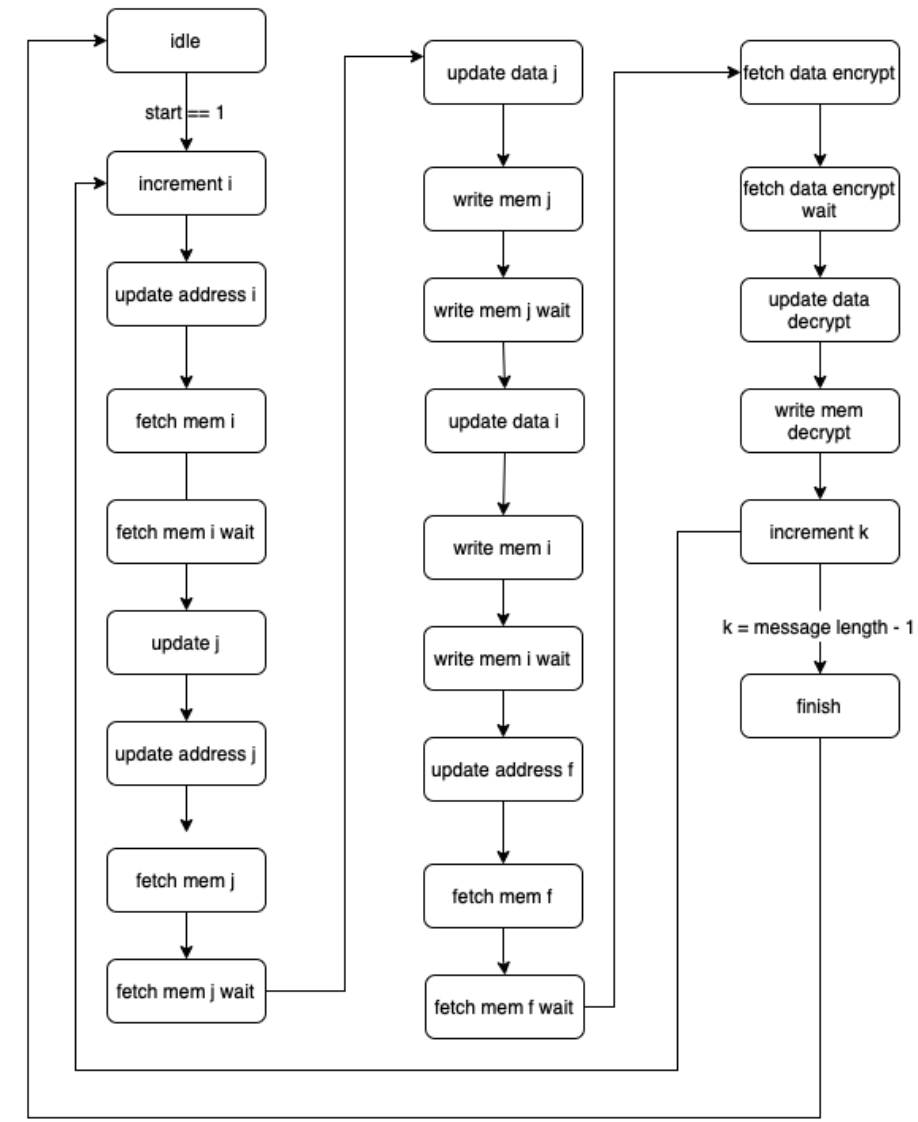 idle
start == 1
increment i
update address i
fetch mem i
fetch mem i wait
update j
update address j
fetch mem j
fetch mem j wait
update data j
write mem j
write mem j wait
update data i
write mem i
write mem i wait
update address f
fetch mem f
fetch mem f wait
fetch data encrypt
fetch data encrypt
wait
update data
decrypt
write mem
decrypt
increment k
k = message length - 1
finish